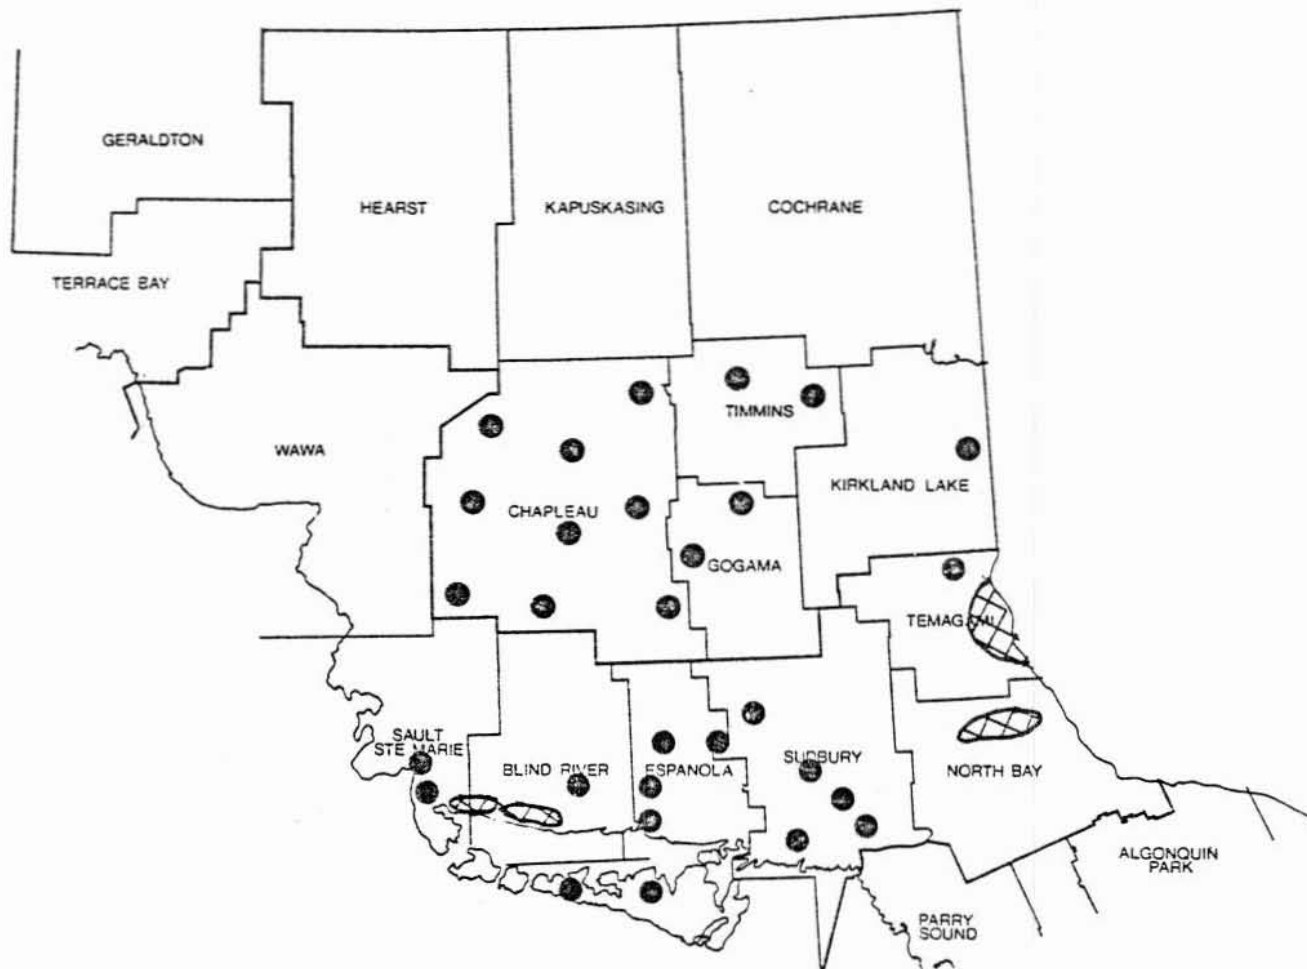 GERALDTON
HEARST
KAPUSKASING
COCHRANE
TERRACE BAY
TIMMINS
WAWA
KIRKLAND LAKE
CHAPLEAU
GOGAMA
TEMAGAMI
SAULT
STE MARIE
BLIND RIVER
ESPANOLA
SUDBURY
NORTH BAY
ALGONQUIN
PARK
PARRY
SOUND